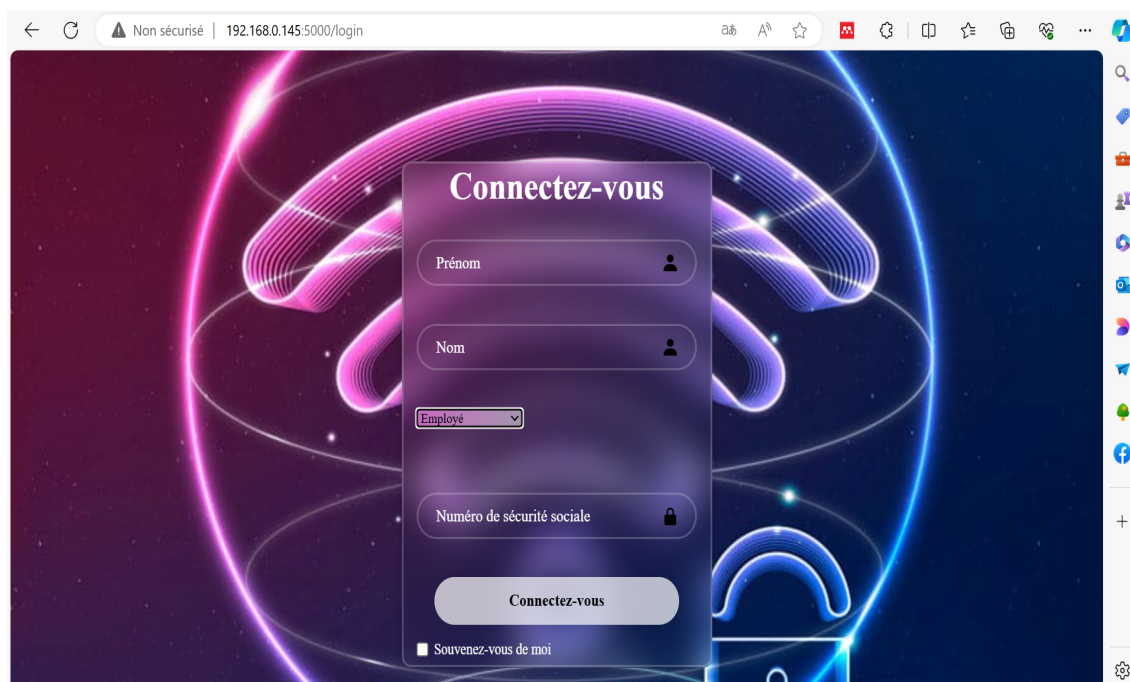 Non sécurisé
192.168.0.145:5000/login
Connectez-vous
Prénom
Nom
Employé
Numéro de sécurité sociale
Connectez-vous
Souvenez-vous de moi